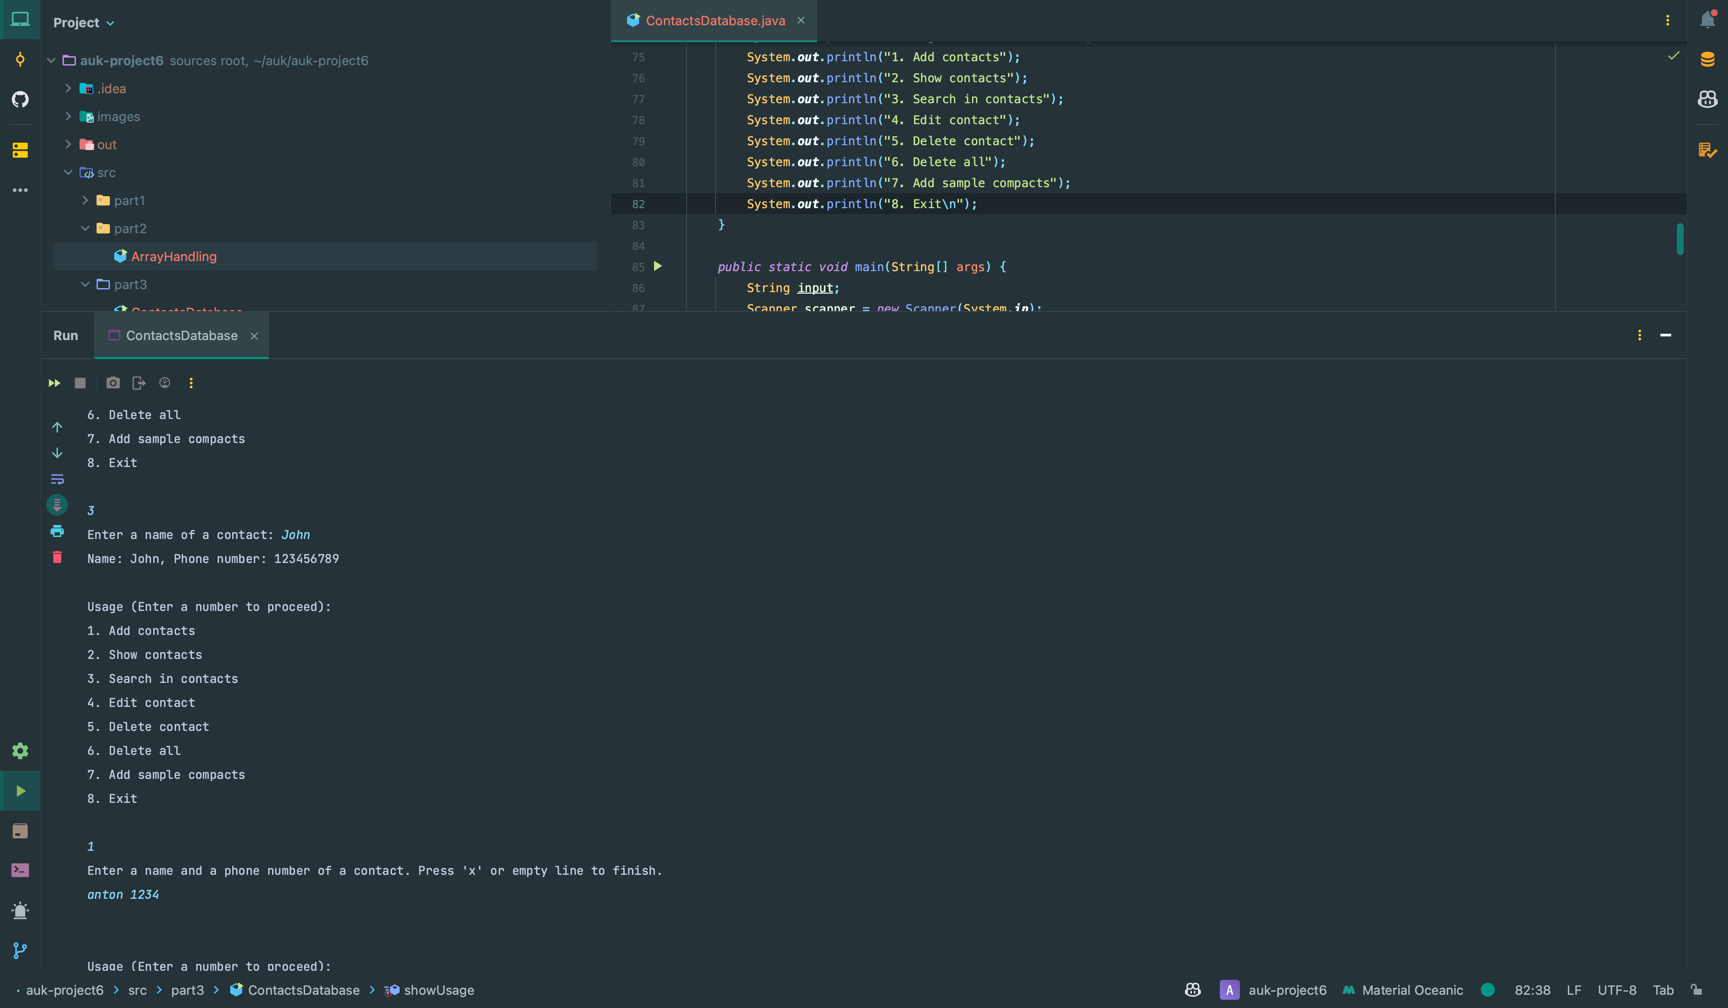 Project
auk-project6 sources root, ~/auk/auk-project6
.idea
images
out
src
part1
part2
ArrayHandling
part3
ContactsDatabase
ContactsDatabase.java
75 System.out.println("1. Add contacts");
76 System.out.println("2. Show contacts");
77 System.out.println("3. Search in contacts");
78 System.out.println("4. Edit contact");
79 System.out.println("5. Delete contact");
80 System.out.println("6. Delete all");
81 System.out.println("7. Add sample compacts");
82 System.out.println("8. Exit\n");
83 }
84
85 public static void main(String[] args) {
86 String input;
87 Scanner scanner = new Scanner(System.in);
Run ContactsDatabase
6. Delete all
7. Add sample compacts
8. Exit
3
Enter a name of a contact: John
Name: John, Phone number: 123456789
Usage (Enter a number to proceed):
1. Add contacts
2. Show contacts
3. Search in contacts
4. Edit contact
5. Delete contact
6. Delete all
7. Add sample compacts
8. Exit
1
Enter a name and a phone number of a contact. Press 'x' or empty line to finish.
anton 1234
Usage (Enter a number to proceed):
auk-project6 src part3 ContactsDatabase showUsage
A auk-project6 Material Oceanic 82:38 LF UTF-8 Tab